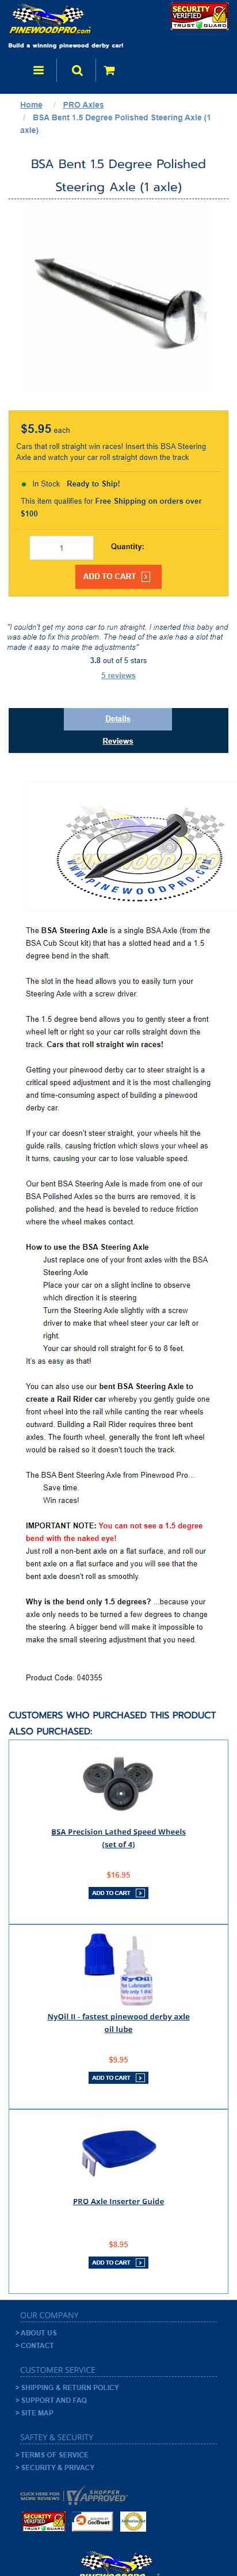 PINEWOODPRO.com
Build a winning pinewood derby car!
SECURITY
VERIFIED
TRUST GUARD
Home / PRO Axles
/ BSA Bent 1.5 Degree Polished Steering Axle (1
axle)
BSA Bent 1.5 Degree Polished
Steering Axle (1 axle)
$5.95 each
Cars that roll straight win races! Insert this BSA Steering
Axle and watch your car roll straight down the track
In Stock Ready to Ship!
This item qualifies for Free Shipping on orders over
$100
1 Quantity:
ADD TO CART
"I couldn't get my sons car to run straight. I inserted this baby and
was able to fix this problem. The head of the axle has a slot that
made it easy to make the adjustments"
3.8 out of 5 stars
5 reviews
Details
Reviews
PINEWOOD PRO
WWW.PINEWOODPRO.COM
The BSA Steering Axle is a single BSA Axle (from the
BSA Cub Scout kit) that has a slotted head and a 1.5
degree bend in the shaft.
The slot in the head allows you to easily turn your
Steering Axle with a screw driver.
The 1.5 degree bend allows you to gently steer a front
wheel left or right so your car rolls straight down the
track. Cars that roll straight win races!
Getting your pinewood derby car to steer straight is a
critical speed adjustment and it is the most challenging
and time-consuming aspect of building a pinewood
derby car.
If your car doesn't steer straight, your wheels hit the
guide rails, causing friction which slows your wheel as
it turns, causing your car to lose valuable speed.
Our bent BSA Steering Axle is made from one of our
BSA Polished Axles so the burrs are removed, it is
polished, and the head is beveled to reduce friction
where the wheel makes contact.
How to use the BSA Steering Axle
Just replace one of your front axles with the BSA
Steering Axle
Place your car on a slight incline to observe
which direction it is steering
Turn the Steering Axle slightly with a screw
driver to make that wheel steer your car left or
right.
Your car should roll straight for 6 to 8 feet.
It's as easy as that!
You can also use our bent BSA Steering Axle to
create a Rail Rider car whereby you gently guide one
front wheel into the rail while canting the rear wheels
outward. Building a Rail Rider requires three bent
axles. The fourth wheel, generally the front left wheel
would be raised so it doesn't touch the track.
The BSA Bent Steering Axle from Pinewood Pro...
Save time.
Win races!
IMPORTANT NOTE: You can not see a 1.5 degree
bend with the naked eye!
Just roll a non-bent axle on a flat surface, and roll our
bent axle on a flat surface and you will see that the
bent axle doesn't roll as smoothly.
Why is the bend only 1.5 degrees? ...because your
axle only needs to be turned a few degrees to change
the steering. A bigger bend will make it impossible to
make the small steering adjustment that you need.
Product Code: 040355
CUSTOMERS WHO PURCHASED THIS PRODUCT
ALSO PURCHASED:
BSA Precision Lathed Speed Wheels
(set of 4)
$16.95
ADD TO CART
NyOil II
NyOil II - fastest pinewood derby axle
oil lube
$9.95
ADD TO CART
PRO Axle Inserter Guide
$8.95
ADD TO CART
OUR COMPANY
> ABOUT US
> CONTACT
CUSTOMER SERVICE
> SHIPPING & RETURN POLICY
> SUPPORT AND FAQ
> SITE MAP
SAFTEY & SECURITY
> TERMS OF SERVICE
> SECURITY & PRIVACY
CLICK HERE FOR
MORE REVIEWS
SHOPPER
APPROVED
SECURITY
VERIFIED
TRUST GUARD
GeoTrust
PINEWOODPRO.com